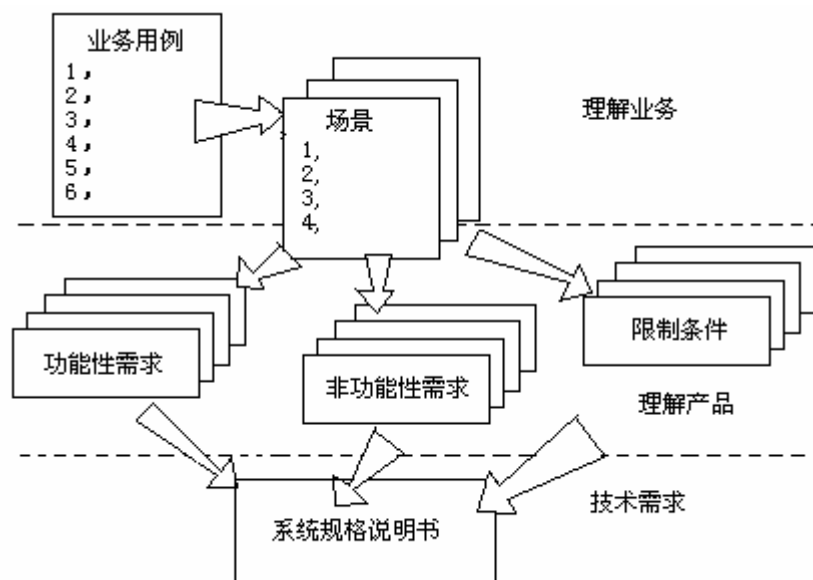 业务用例
1，
2，
3，
4，
5，
6，
场景
1,
2,
3,
4,
理解业务
功能性需求
非功能性需求
限制条件
理解产品
系统规格说明书
技术需求